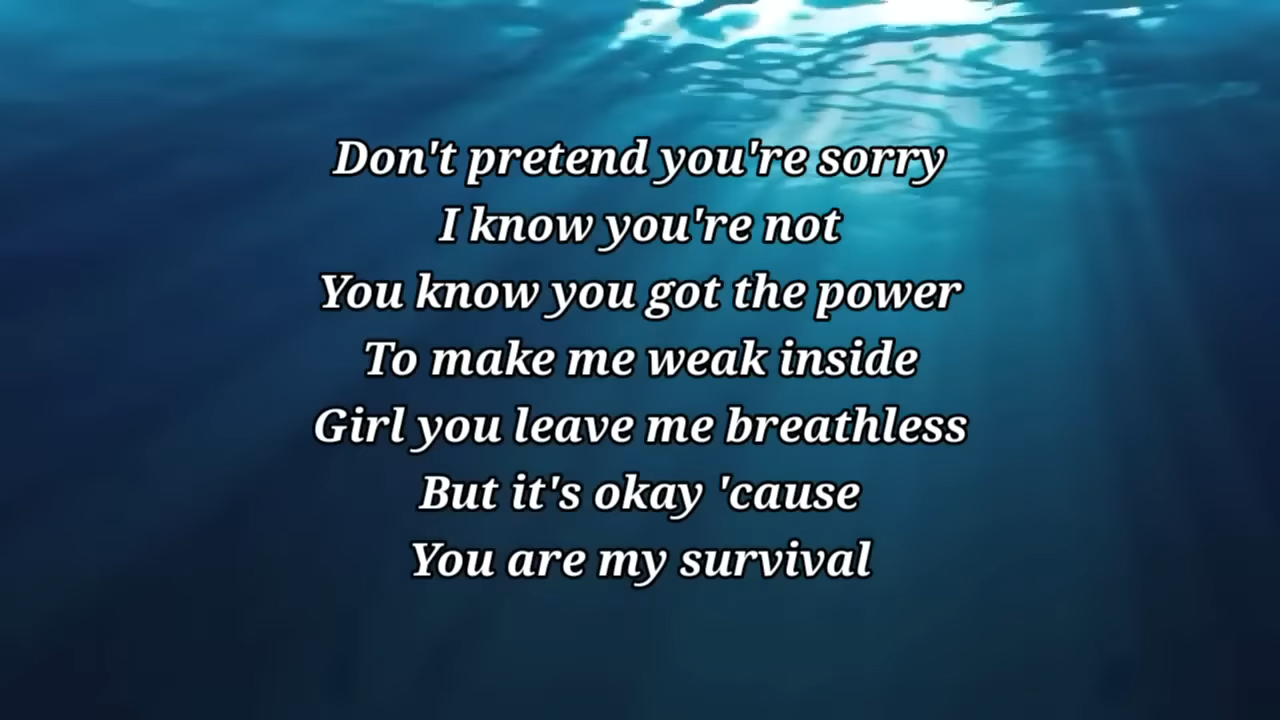 Don't pretend you're sorry
I know you're not
You know you got the power
To make me weak inside
Girl you leave me breathless
But it's okay 'cause
You are my survival